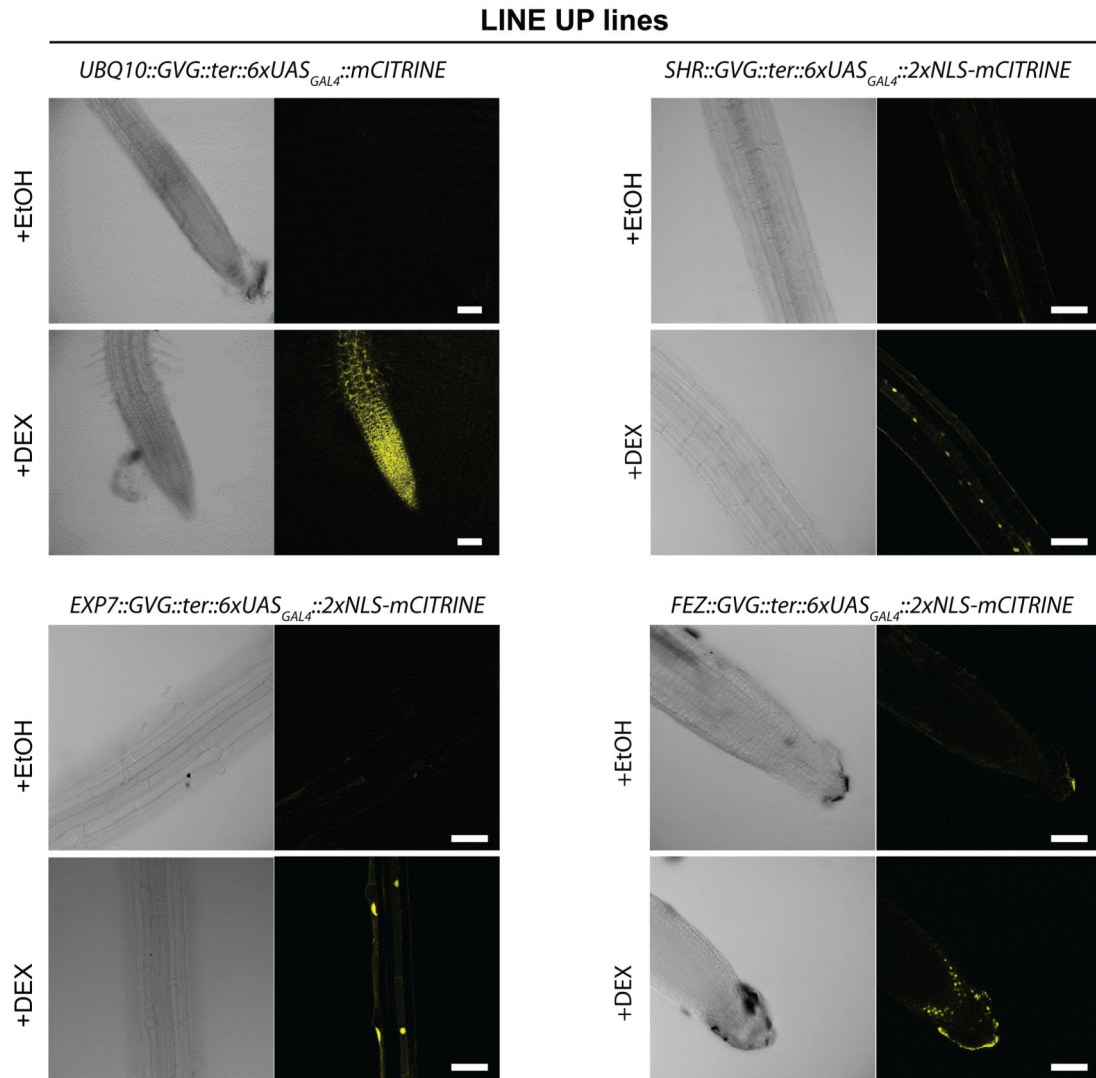 LINE UP lines
UBQ10::GVG::ter::6xUAS_GAL4::mCITRINE
+EtOH
+DEX
SHR::GVG::ter::6xUAS_GAL4::2xNLS-mCITRINE
+EtOH
+DEX
EXP7::GVG::ter::6xUAS_GAL4::2xNLS-mCITRINE
+EtOH
+DEX
FEZ::GVG::ter::6xUAS_GAL4::2xNLS-mCITRINE
+EtOH
+DEX